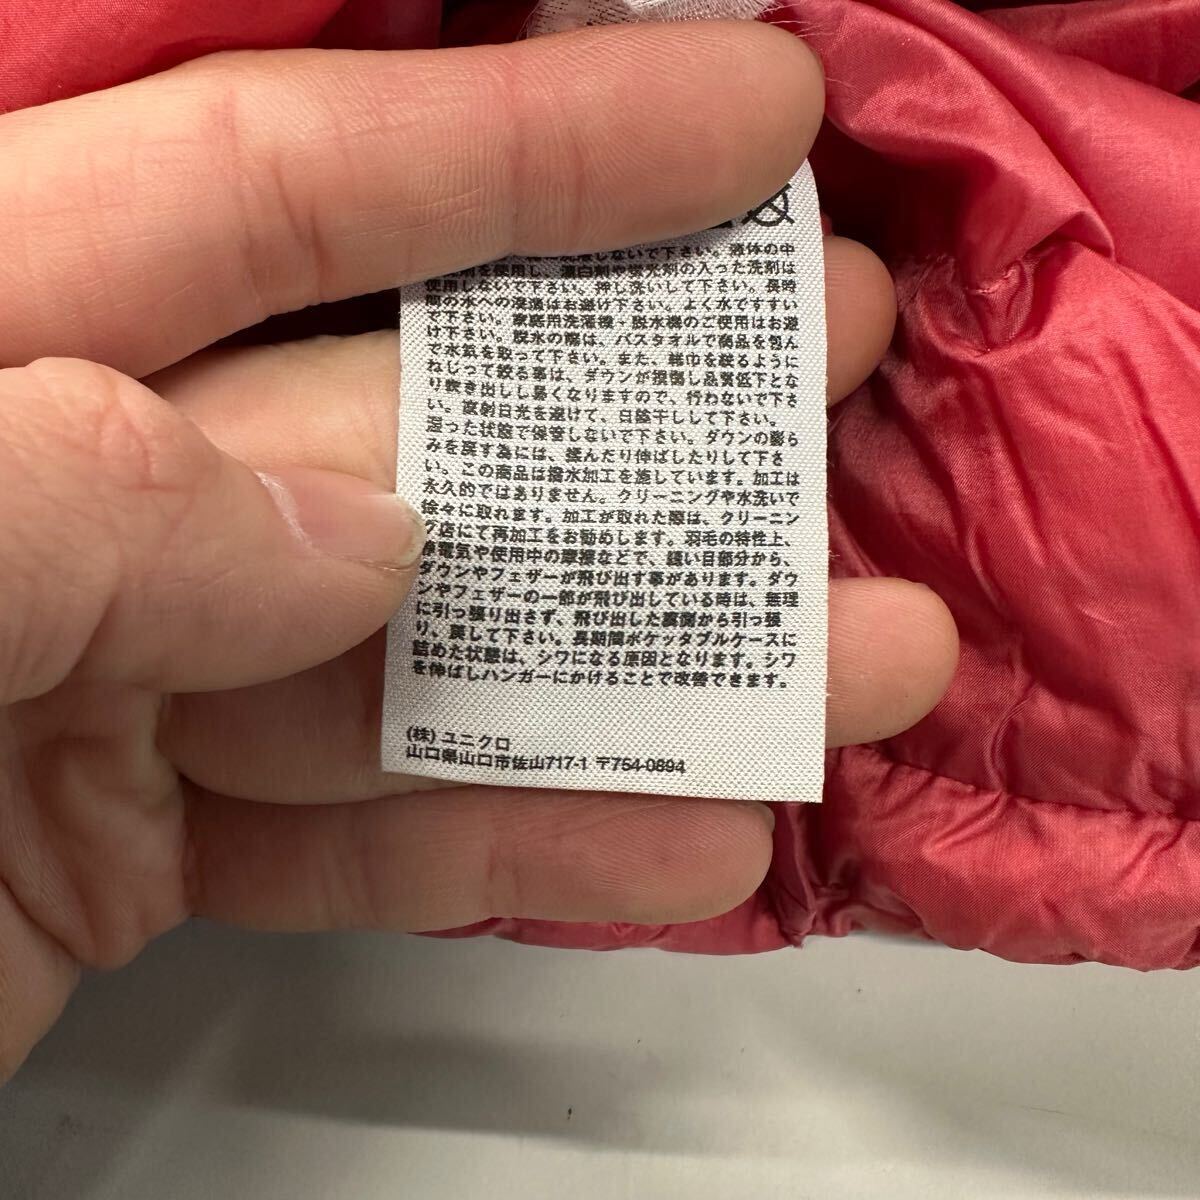 洗濯しないで下さい。液体の中
性洗剤を使用し、漂白剤や蛍光剤の入った洗剤は
使用しないで下さい。押し洗いして下さい。長時
間の水への浸漬はお避け下さい。よく水ですすい
で下さい。家庭用洗濯機・脱水機のご使用はお避
け下さい。脱水の際は、バスタオルで商品を包ん
で水気を取って下さい。また、雑巾を絞るように
ねじって絞る事は、ダウンが損傷し品質低下とな
り吹き出しし易くなりますので、行わないで下さ
い。直射日光を避けて、日陰干しして下さい。
湿った状態で保管しないで下さい。ダウンの膨ら
みを戻す為には、揉んだり伸ばしたりして下さ
い。この商品は撥水加工を施しています。加工は
永久的ではありません。クリーニングや水洗いで
徐々に取れます。加工が取れた際は、クリーニン
グ店にて再加工をお勧めします。羽毛の特性上、
静電気や使用中の摩擦などで、縫い目部分から、
ダウンやフェザーが飛び出す事があります。ダウ
ンやフェザーの一部が飛び出している時は、無理
に引っ張り出さず、飛び出した裏側から引っ張
り、戻して下さい。長期間ポケッタブルケースに
詰めた状態は、シワになる原因となります。シワ
を伸ばしハンガーにかけることで改善できます。
(株)ユニクロ
山口県山口市佐山717-1 〒754-0894